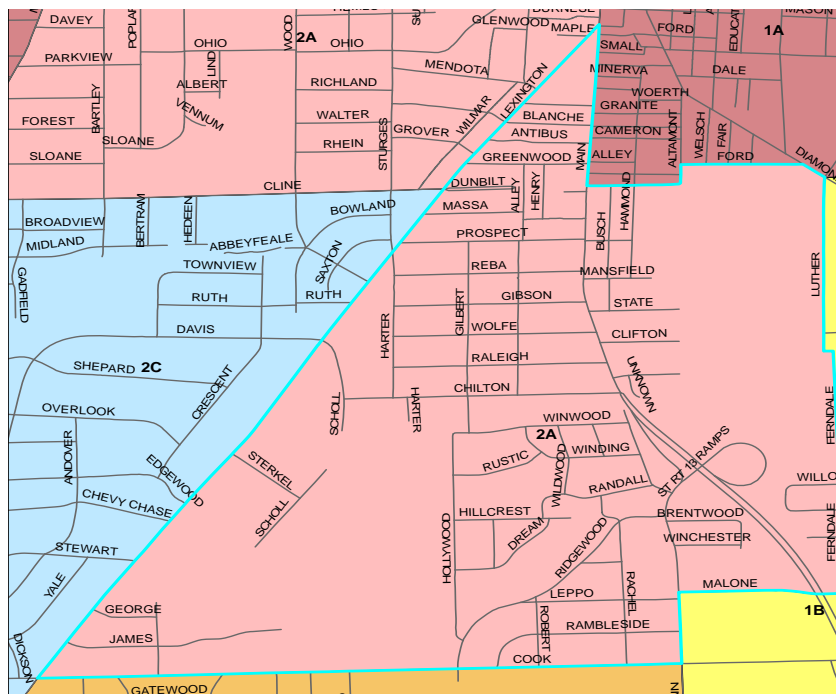 BURNESE
GLENWOOD
MAPLE
MASON
DAVEY
POPLAR
WOOD
2A
FORD
EDUCAT
1A
OHIO
OHIO
SMALL
PARKVIEW
LIND
MENDOTA
LEXINGTON
MINERVA
DALE
ALBERT
RICHLAND
WOERTH
VENNUM
WILMAR
GRANITE
BARTLEY
FOREST
WALTER
BLANCHE
GROVER
ANTIBUS
CAMERON
ALTAMONT
WELSCH
FAIR
SLOANE
RHEIN
STURGES
MAIN
SLOANE
GREENWOOD
ALLEY
FORD
DIAMON
CLINE
DUNBILT
ALLEY
HENRY
HAMMOND
BERTRAM
HEDEEN
BOWLAND
MASSA
BUSCH
BROADVIEW
MIDLAND
ABBEYFEALE
PROSPECT
SAXTON
GADFIELD
TOWNVIEW
REBA
MANSFIELD
LUTHER
RUTH
RUTH
GIBSON
STATE
DAVIS
HARTER
GILBERT
WOLFE
CLIFTON
SHEPARD
2C
RALEIGH
UNKNOWN
CRESCENT
CHILTON
OVERLOOK
SCHOLL
HARTER
WINWOOD
FERNDALE
2A
ANDOVER
EDGEWOOD
STERKEL
RUSTIC
WILDWOOD
WINDING
ST RT 13 RAMPS
WILLO
RANDALL
CHEVY CHASE
SCHOLL
HOLLYWOOD
HILLCREST
BRENTWOOD
DREAM
RIDGEWOOD
WINCHESTER
FERNDALE
STEWART
YALE
MALONE
LEPPO
RACHEL
GEORGE
1B
ROBERT
RAMBLESIDE
JAMES
DICKSON
COOK
GATEWOOD